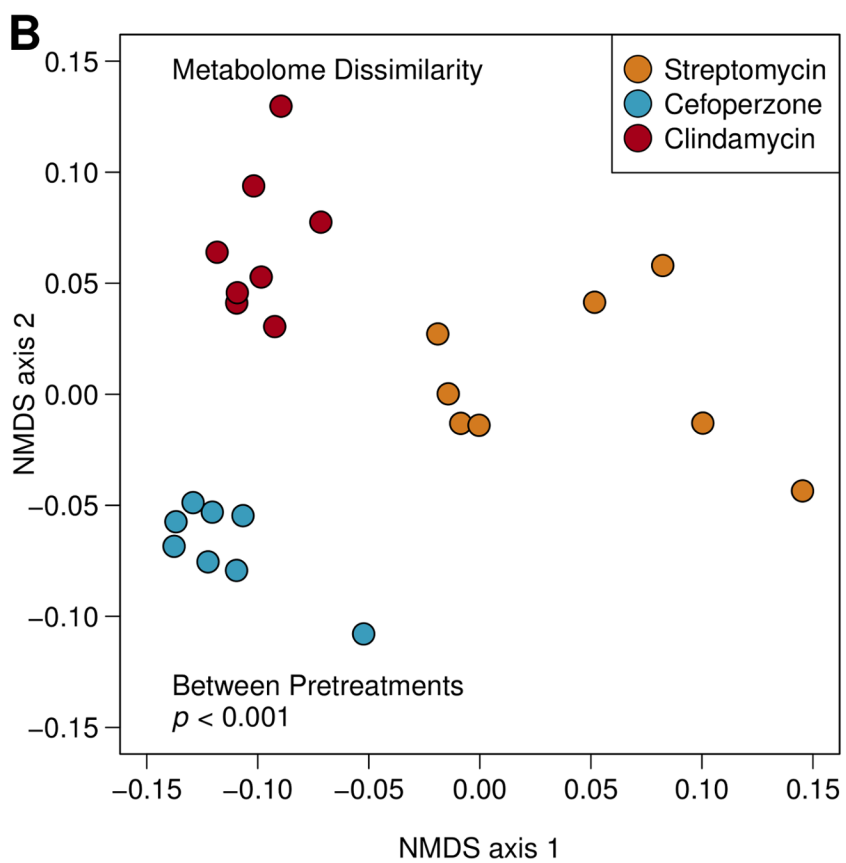 B
Metabolome Dissimilarity
Streptomycin
Cefoperzone
Clindamycin
NMDS axis 2
0.15
0.10
0.05
0.00
−0.05
−0.10
−0.15
Between Pretreatments
p < 0.001
−0.15 −0.10 −0.05 0.00 0.05 0.10 0.15
NMDS axis 1